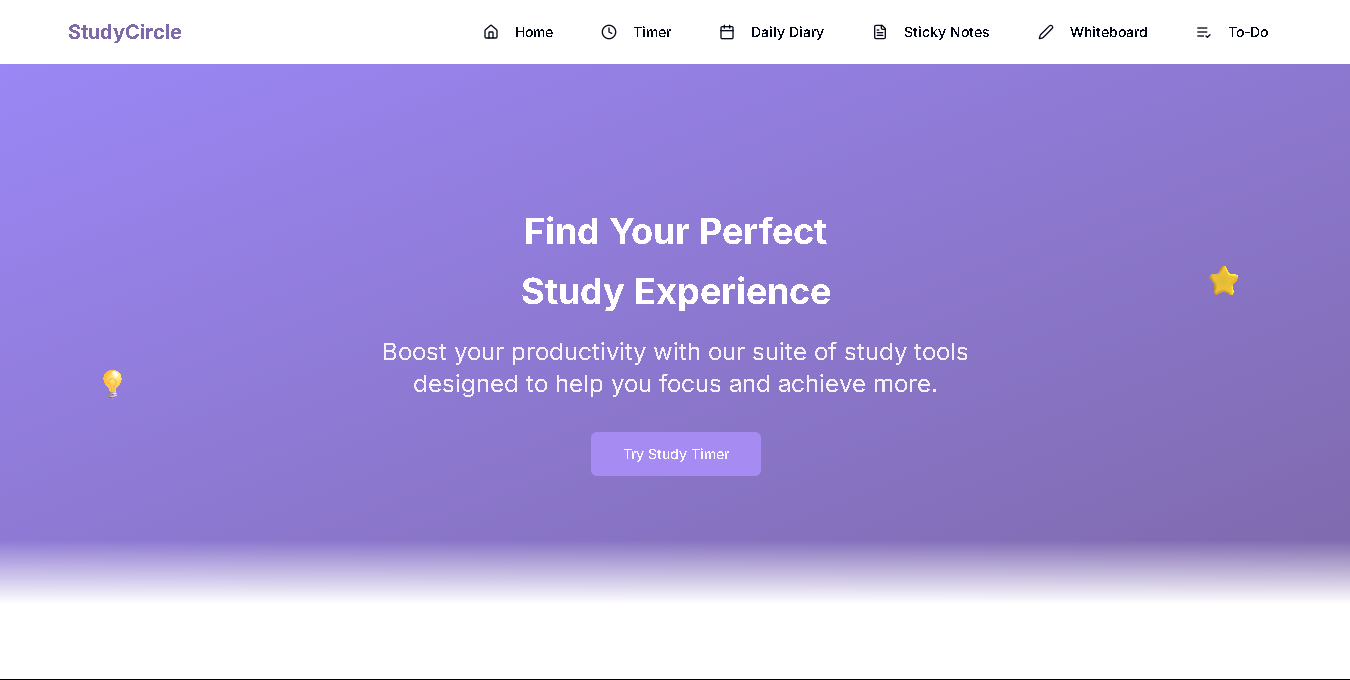 StudyCircle
Home
Timer
Daily Diary
Sticky Notes
Whiteboard
To-Do
Find Your Perfect
Study Experience
Boost your productivity with our suite of study tools
designed to help you focus and achieve more.
Try Study Timer